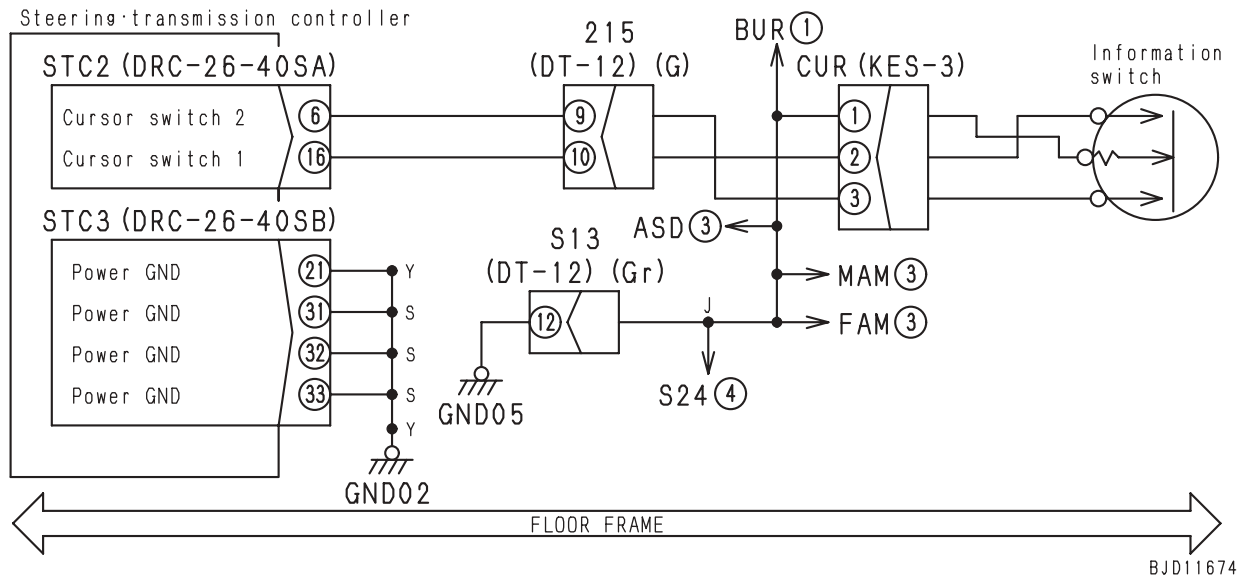 Steering·transmission controller
STC2 (DRC-26-40SA)
Cursor switch 2
6
Cursor switch 1
16
215
(DT-12) (G)
9
10
BUR 1
CUR (KES-3)
1
2
3
Information
switch
STC3 (DRC-26-40SB)
Power GND
21
Y
Power GND
31
S
Power GND
32
S
Power GND
33
S
Y
GND02
ASD 3
S13
(DT-12) (Gr)
12
GND05
J
S24 4
MAM 3
FAM 3
FLOOR FRAME
BJD11674